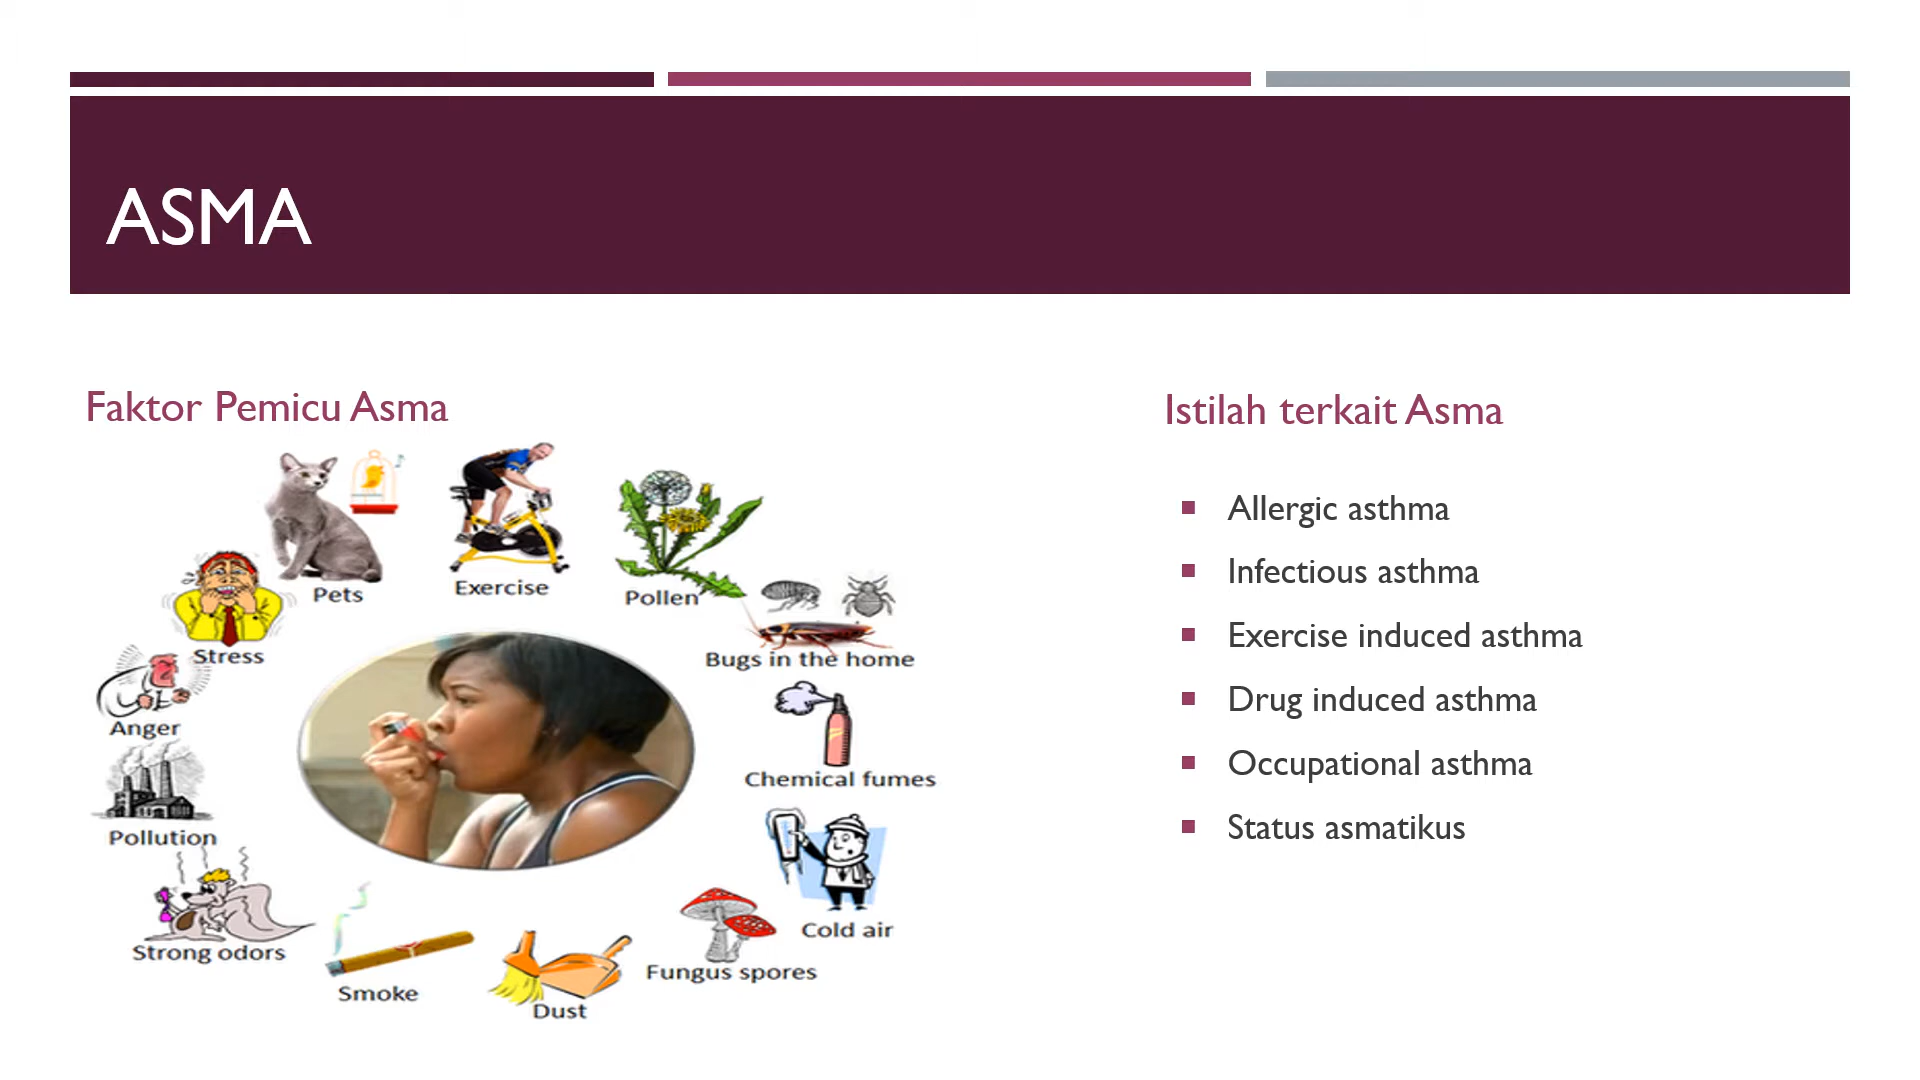 ASMA
Faktor Pemicu Asma
Pets
Exercise
Pollen
Stress
Bugs in the home
Anger
Chemical fumes
Pollution
Cold air
Strong odors
Fungus spores
Smoke
Dust
Istilah terkait Asma
Allergic asthma
Infectious asthma
Exercise induced asthma
Drug induced asthma
Occupational asthma
Status asmatikus